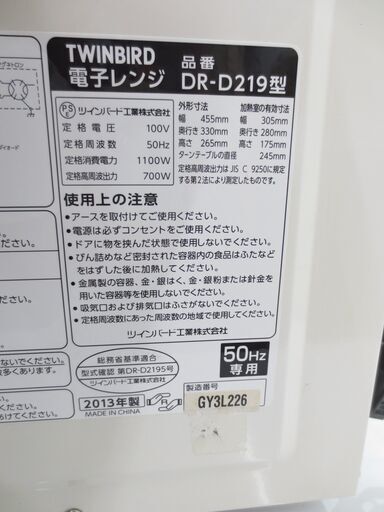 TWINBIRD 品番
電子レンジ DR-D219型
PS E ツインバード工業株式会社
定格電圧 100V
定格周波数 50Hz
定格消費電力 1100W
定格高周波出力 700W
外形寸法
幅 455mm
奥行き 330mm
高さ 265mm
加熱室の有効寸法
幅 305mm
奥行き 280mm
高さ 175mm
ターンテーブルの直径 245mm
定格高周波出力は JIS C 9250に規定
する第2法により測定したものです。
使用上の注意
●アースを取付けてご使用ください。
●電源は必ずコンセントをご使用ください。
●ドアに物を挟んだ状態で使用しないでください。
●びん詰めなど密封された容器内の食品はふたなど
をはずした後に加熱してください。
●金属製の容器、金・銀はく、金・銀粉または針金を
用いた容器等を使用しないでください。
●吸気口および排気口はふさがないでください。
●定格周波数にあった周波数の地域で使用ください。
ツインバード工業株式会社
総務省基準適合
型式確認 第DR-D2195号
ツインバード工業株式会社
50Hz
専用
2013年製
MADE IN CHINA
製造番号
GY3L226
ないでください。
多くあります。
ください。